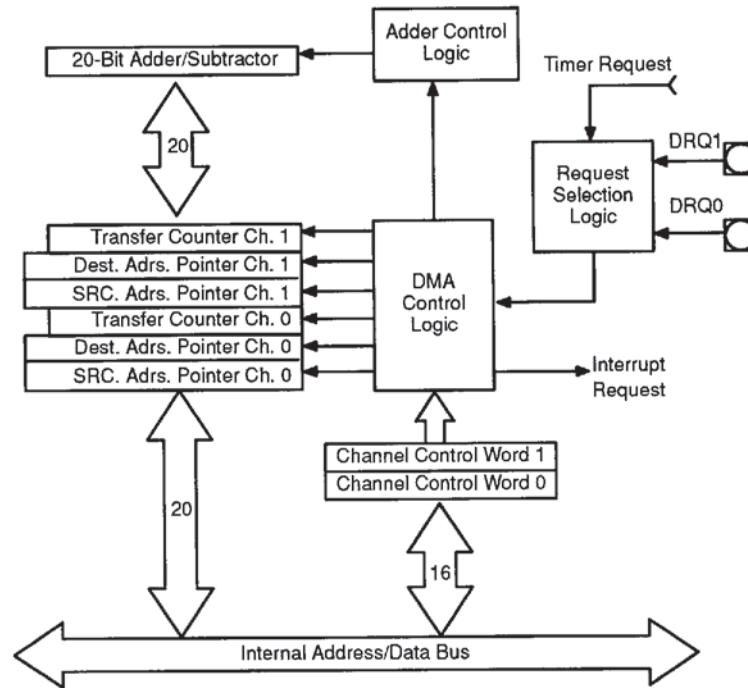 Adder Control
Logic
20-Bit Adder/Subtractor
Timer Request
20
DRQ1
Request
Selection
Logic
DRQ0
Transfer Counter Ch. 1
Dest. Adrs. Pointer Ch. 1
SRC. Adrs. Pointer Ch. 1
Transfer Counter Ch. 0
Dest. Adrs. Pointer Ch. 0
SRC. Adrs. Pointer Ch. 0
DMA
Control
Logic
Interrupt
Request
Channel Control Word 1
Channel Control Word 0
20
16
Internal Address/Data Bus